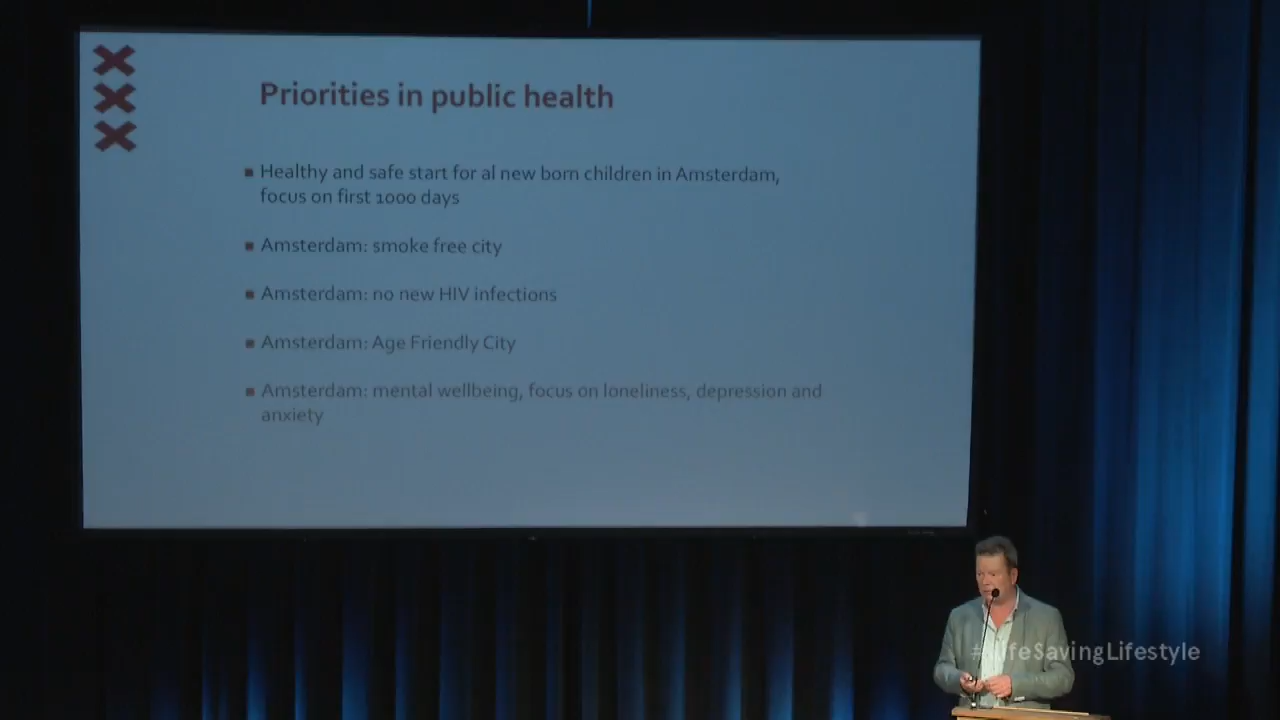 Priorities in public health
Healthy and safe start for al new born children in Amsterdam,
focus on first 1000 days
Amsterdam: smoke free city
Amsterdam: no new HIV infections
Amsterdam: Age Friendly City
Amsterdam: mental wellbeing, focus on loneliness, depression and
anxiety
#LifeSavingLifestyle